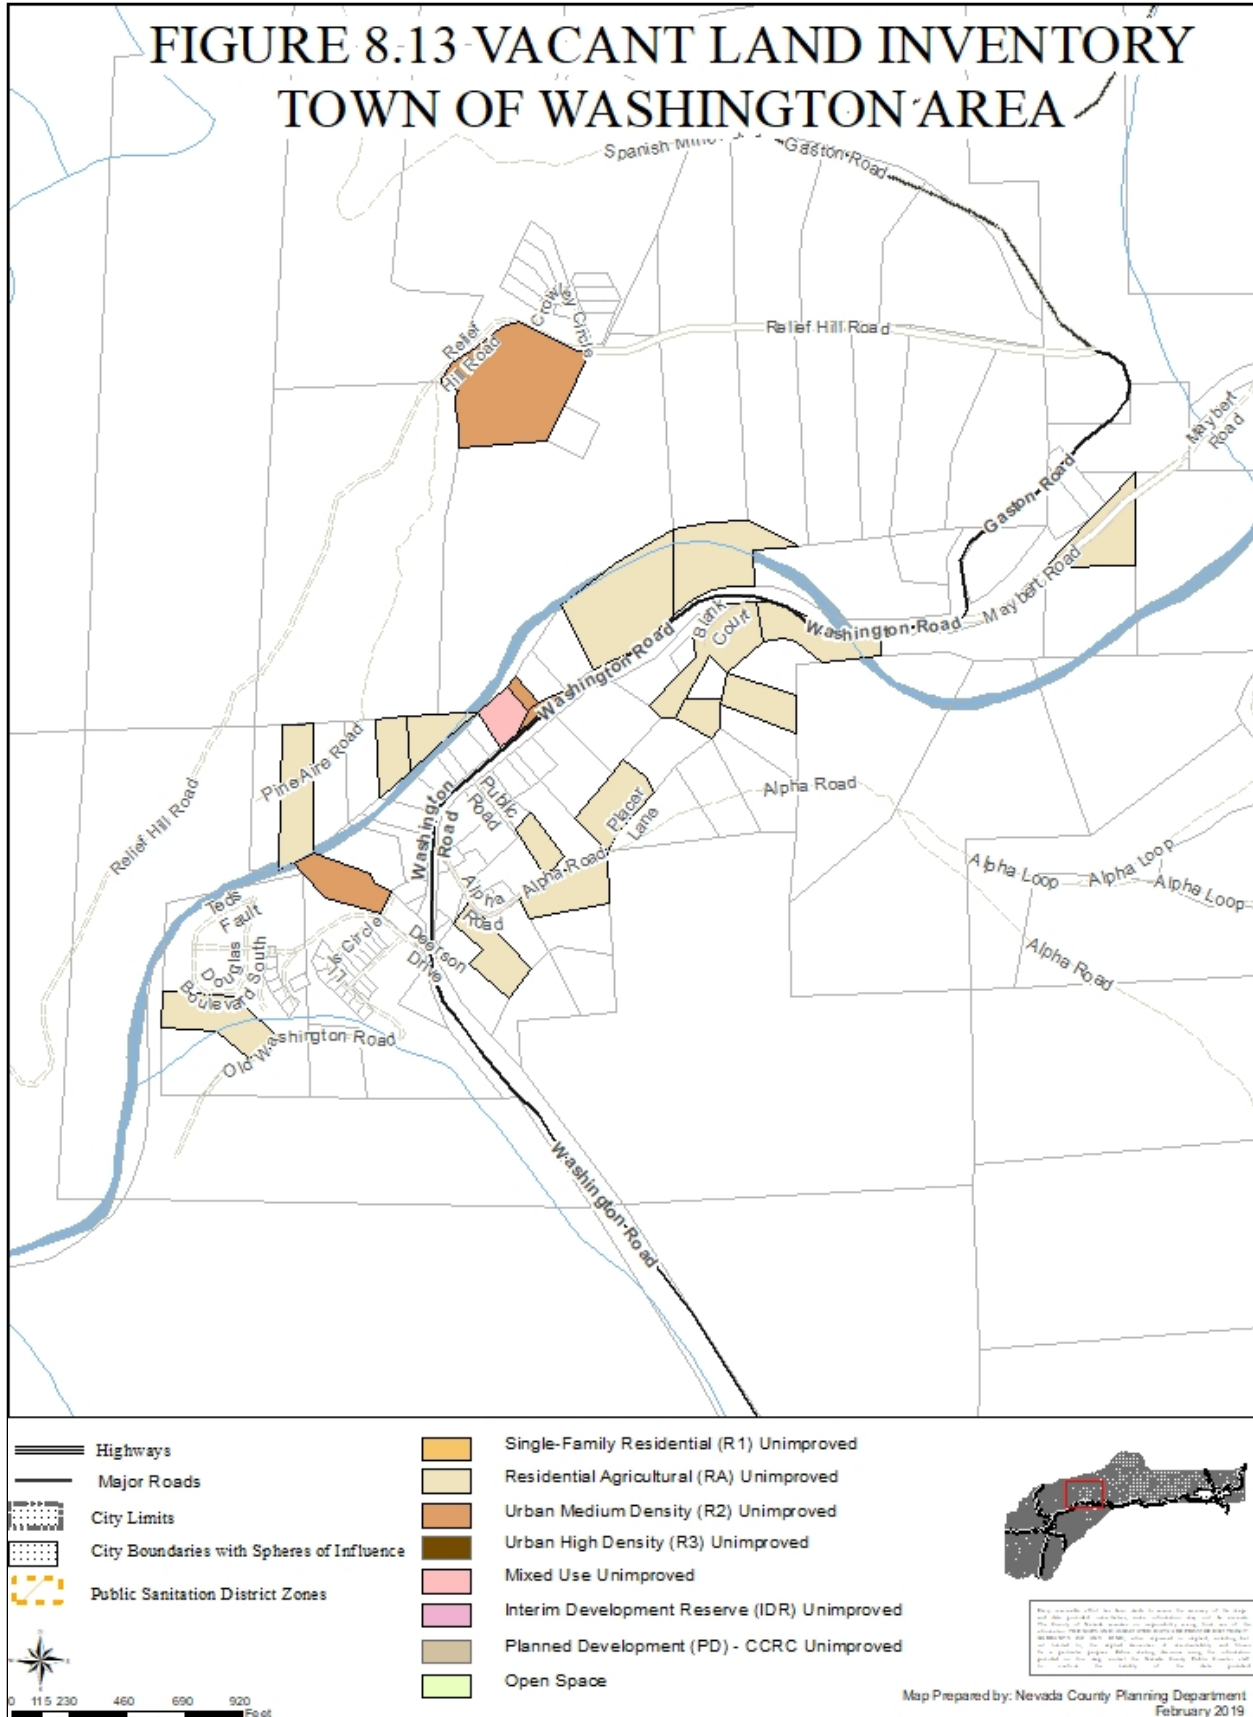 FIGURE 8.13 VACANT LAND INVENTORY
TOWN OF WASHINGTON AREA
Spanish
Gaston Road
Crowley Circle
Relief
Hill Road
Relief Hill Road
Maybert
Road
Gaston Road
Maybert Road
Blank
Court
Washington Road
Washington Road
Pine Aire Road
Relief Hill Road
Washington
Road
Public
Road
Placer
Lane
Alpha Road
Alpha Road
Alpha Loop
Alpha Loop
Alpha Loop
Alpha
Road
Alpha Road
Teds
Fault
Douglas
Boulevard South
Js Circle
Deerson
Drive
Old Washington Road
Washington Road
Highways
Major Roads
City Limits
City Boundaries with Spheres of Influence
Public Sanitation District Zones
Single-Family Residential (R1) Unimproved
Residential Agricultural (RA) Unimproved
Urban Medium Density (R2) Unimproved
Urban High Density (R3) Unimproved
Mixed Use Unimproved
Interim Development Reserve (IDR) Unimproved
Planned Development (PD) - CCRC Unimproved
Open Space
0 115 230 460 690 920
Feet
Map Prepared by: Nevada County Planning Department
February 2019